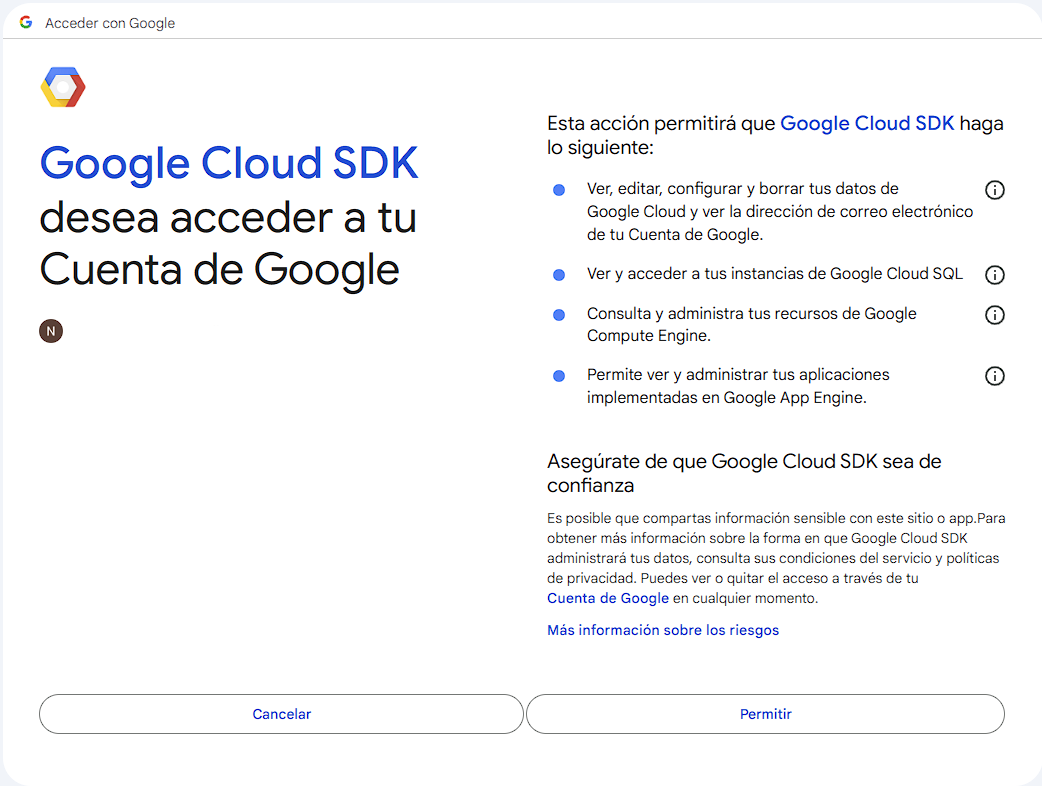 Acceder con Google
Google Cloud SDK
desea acceder a tu
Cuenta de Google
N
Esta acción permitirá que Google Cloud SDK haga
lo siguiente:
Ver, editar, configurar y borrar tus datos de
Google Cloud y ver la dirección de correo electrónico
de tu Cuenta de Google.
Ver y acceder a tus instancias de Google Cloud SQL
Consulta y administra tus recursos de Google
Compute Engine.
Permite ver y administrar tus aplicaciones
implementadas en Google App Engine.
Asegúrate de que Google Cloud SDK sea de
confianza
Es posible que compartas información sensible con este sitio o app.Para
obtener más información sobre la forma en que Google Cloud SDK
administrará tus datos, consulta sus condiciones del servicio y políticas
de privacidad. Puedes ver o quitar el acceso a través de tu
Cuenta de Google en cualquier momento.
Más información sobre los riesgos
Cancelar
Permitir